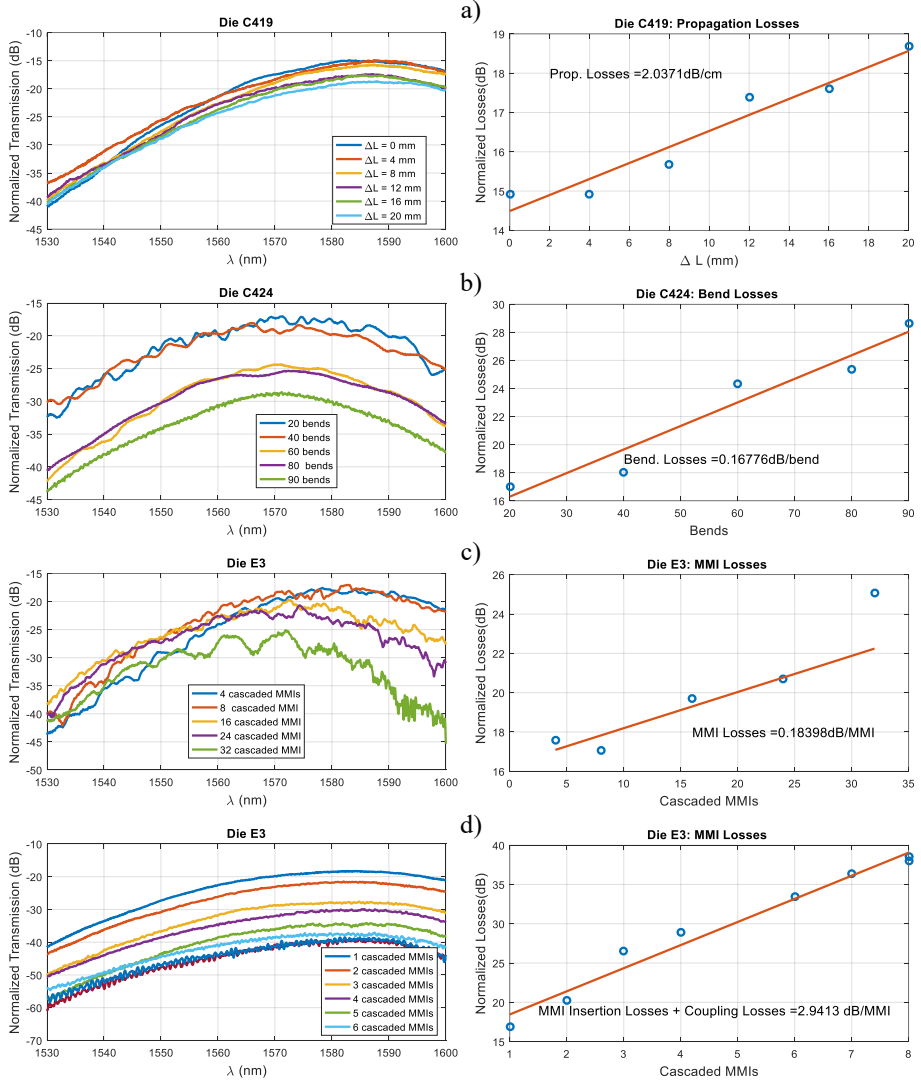 a)
Die C419
Normalized Transmission (dB)
-10
-15
-20
-25
-30
-35
-40
-45
ΔL = 0 mm
ΔL = 4 mm
ΔL = 8 mm
ΔL = 12 mm
ΔL = 16 mm
ΔL = 20 mm
1530 1540 1550 1560 1570 1580 1590 1600
λ (nm)
Die C419: Propagation Losses
Normalized Losses(dB)
19
18
17
16
15
14
Prop. Losses =2.0371dB/cm
0 2 4 6 8 10 12 14 16 18 20
Δ L (mm)
b)
Die C424
Normalized Transmission (dB)
-15
-20
-25
-30
-35
-40
-45
20 bends
40 bends
60 bends
80 bends
90 bends
1530 1540 1550 1560 1570 1580 1590 1600
λ (nm)
Die C424: Bend Losses
Normalized Losses(dB)
30
28
26
24
22
20
18
16
Bend. Losses =0.16776dB/bend
20 30 40 50 60 70 80 90
Bends
c)
Die E3
Normalized Transmission (dB)
-15
-20
-25
-30
-35
-40
-45
-50
4 cascaded MMIs
8 cascaded MMI
16 cascaded MMI
24 cascaded MMI
32 cascaded MMI
1530 1540 1550 1560 1570 1580 1590 1600
λ (nm)
Die E3: MMI Losses
Normalized Losses(dB)
26
24
22
20
18
16
MMI Losses =0.18398dB/MMI
0 5 10 15 20 25 30 35
Cascaded MMIs
d)
Die E3
Normalized Transmission (dB)
-10
-20
-30
-40
-50
-60
-70
1 cascaded MMIs
2 cascaded MMIs
3 cascaded MMIs
4 cascaded MMIs
5 cascaded MMIs
6 cascaded MMIs
1530 1540 1550 1560 1570 1580 1590 1600
λ (nm)
Die E3: MMI Losses
Normalized Losses(dB)
40
35
30
25
20
15
MMI Insertion Losses + Coupling Losses =2.9413 dB/MMI
1 2 3 4 5 6 7 8
Cascaded MMIs